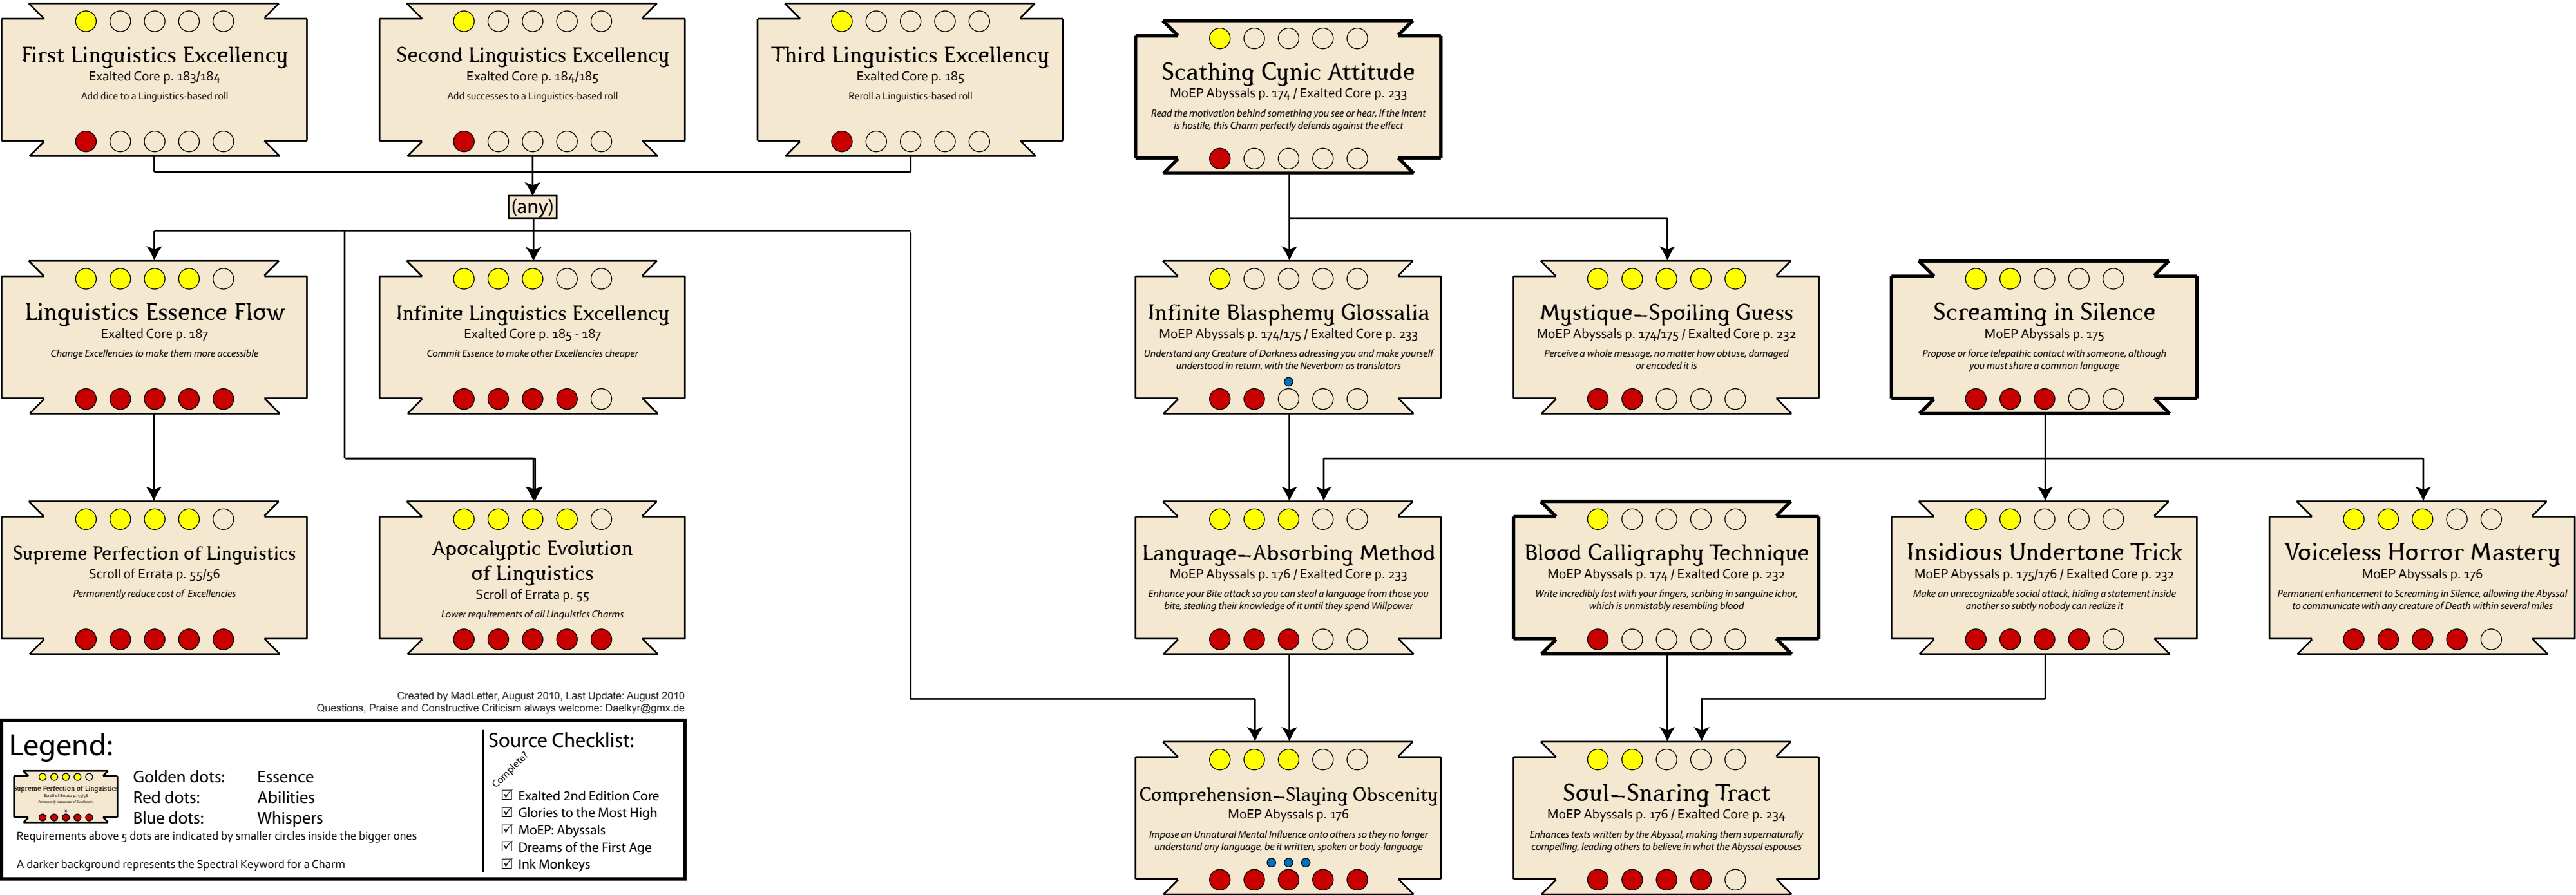 First Linguistics Excellency
Exalted Core p. 183/184
Add dice to a Linguistics-based roll
Second Linguistics Excellency
Exalted Core p. 184/185
Add successes to a Linguistics-based roll
Third Linguistics Excellency
Exalted Core p. 185
Reroll a Linguistics-based roll
Scathing Cynic Attitude
MoEP Abyssals p. 174 / Exalted Core p. 233
Read the motivation behind something you see or hear, if the intent
is hostile, this Charm perfectly defends against the effect
(any)
Linguistics Essence Flow
Exalted Core p. 187
Change Excellencies to make them more accessible
Infinite Linguistics Excellency
Exalted Core p. 185 - 187
Commit Essence to make other Excellencies cheaper
Infinite Blasphemy Glossalia
MoEP Abyssals p. 174/175 / Exalted Core p. 233
Understand any Creature of Darkness adressing you and make yourself
understood in return, with the Neverborn as translators
Mystique-Spoiling Guess
MoEP Abyssals p. 174/175 / Exalted Core p. 232
Perceive a whole message, no matter how obtuse, damaged
or encoded it is
Screaming in Silence
MoEP Abyssals p. 175
Propose or force telepathic contact with someone, although
you must share a common language
Supreme Perfection of Linguistics
Scroll of Errata p. 55/56
Permanently reduce cost of Excellencies
Apocalyptic Evolution
of Linguistics
Scroll of Errata p. 55
Lower requirements of all Linguistics Charms
Language-Absorbing Method
MoEP Abyssals p. 176 / Exalted Core p. 233
Enhance your Bite attack so you can steal a language from those you
bite, stealing their knowledge of it until they spend Willpower
Blood Calligraphy Technique
MoEP Abyssals p. 174 / Exalted Core p. 232
Write incredibly fast with your fingers, scribing in sanguine ichor,
which is unmistably resembling blood
Insidious Undertone Trick
MoEP Abyssals p. 175/176 / Exalted Core p. 232
Make an unrecognizable social attack, hiding a statement inside
another so subtly nobody can realize it
Voiceless Horror Mastery
MoEP Abyssals p. 176
Permanent enhancement to Screaming in Silence, allowing the Abyssal
to communicate with any creature of Death within several miles
Created by MadLetter, August 2010, Last Update: August 2010
Questions, Praise and Constructive Criticism always welcome: Daelkyr@gmx.de
Legend:
Supreme Perfection of Linguistics
Scroll of Errata p. 55/56
Permanently reduce cost of Excellencies
Golden dots: Essence
Red dots: Abilities
Blue dots: Whispers
Requirements above 5 dots are indicated by smaller circles inside the bigger ones
A darker background represents the Spectral Keyword for a Charm
Source Checklist:
Complete?
Exalted 2nd Edition Core
Glories to the Most High
MoEP: Abyssals
Dreams of the First Age
Ink Monkeys
Comprehension-Slaying Obscenity
MoEP Abyssals p. 176
Impose an Unnatural Mental Influence onto others so they no longer
understand any language, be it written, spoken or body-language
Soul-Snaring Tract
MoEP Abyssals p. 176 / Exalted Core p. 234
Enhances texts written by the Abyssal, making them supernaturally
compelling, leading others to believe in what the Abyssal espouses